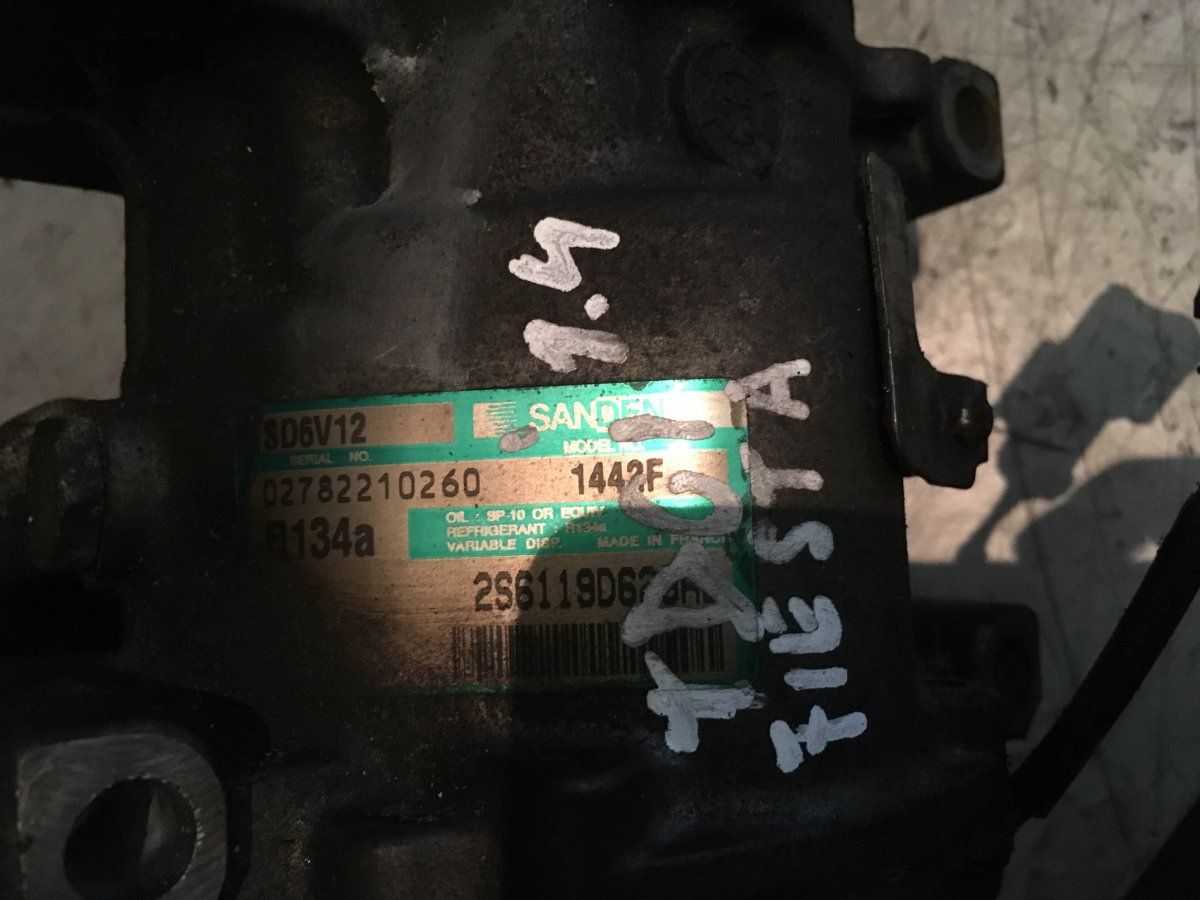 SD6V12
SANDEN
SERIAL NO.
MODEL
02782210260
1442F
R134a
OIL : SP-10 OR EQUIV
REFRIGERANT : R134a
VARIABLE DISP. MADE IN FRANCE
FIESTA
TDCI
1.4